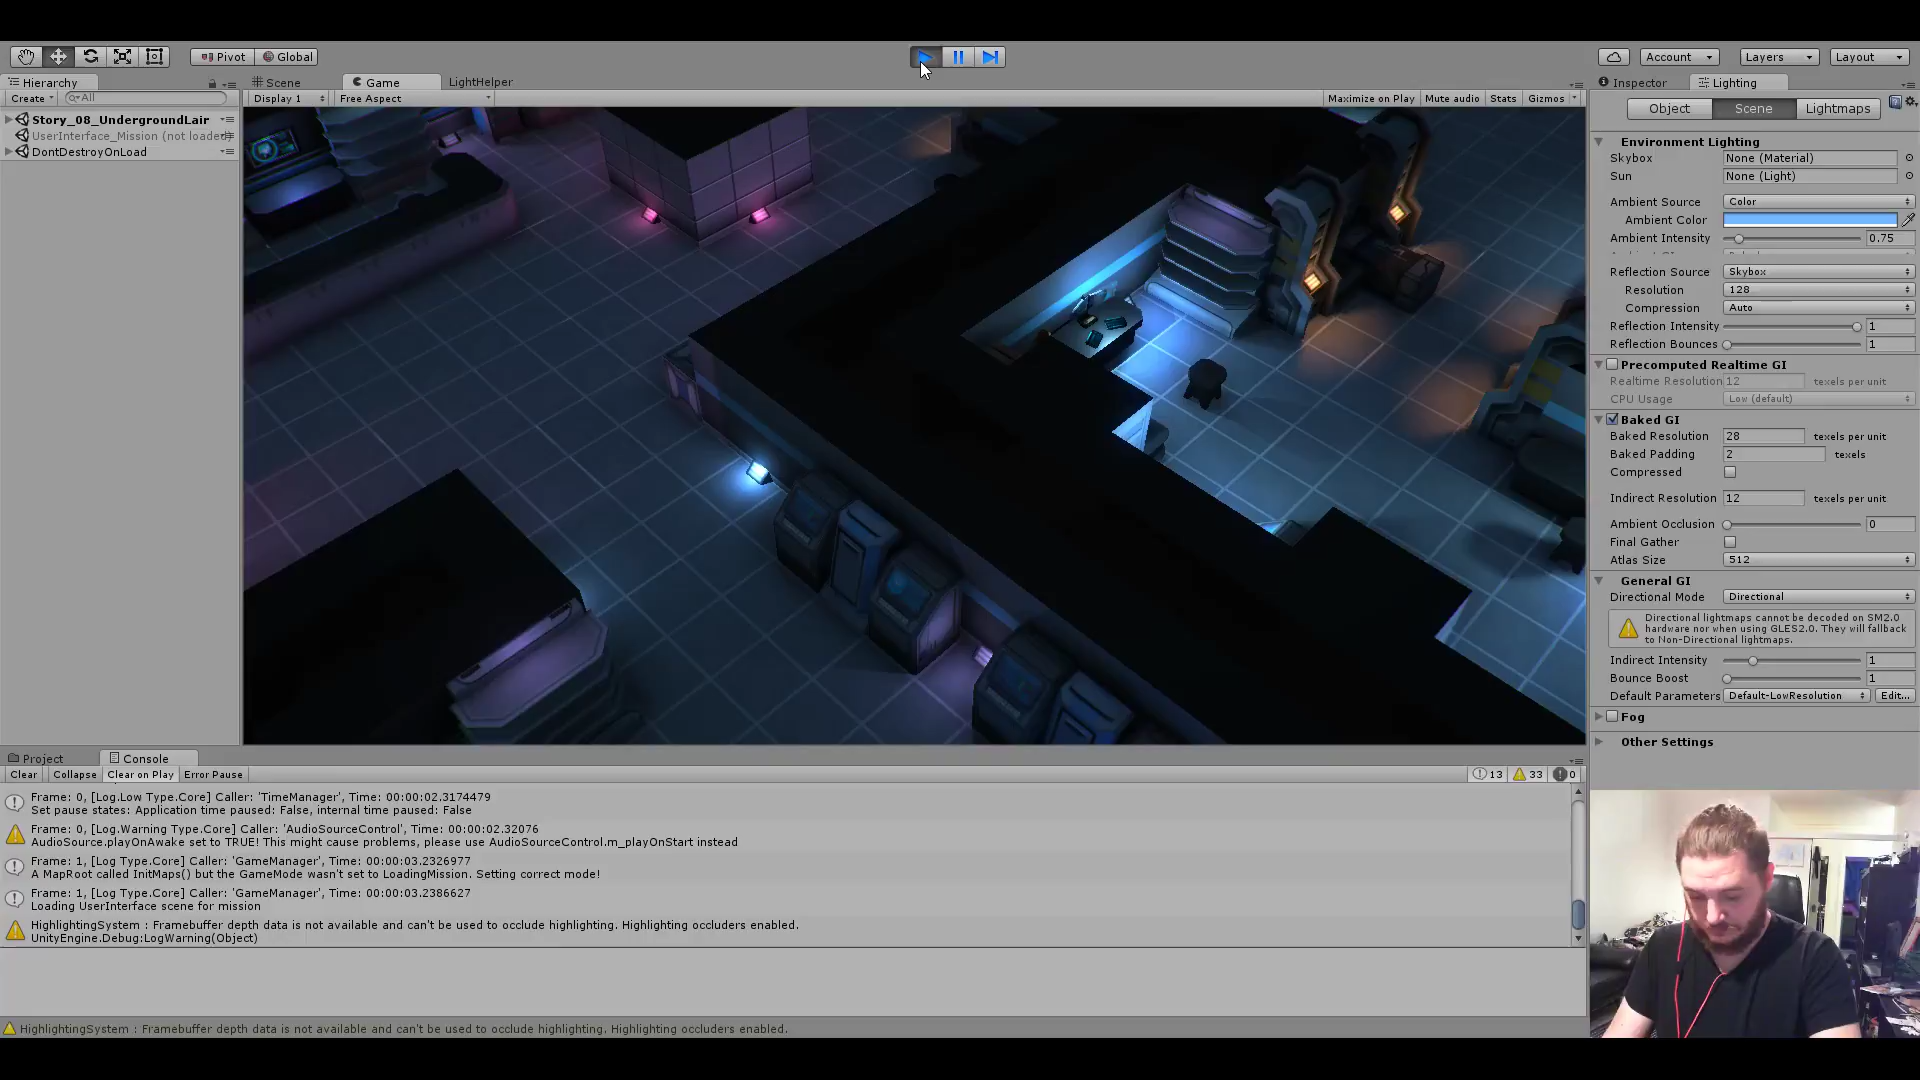 Pivot
Global
Account
Layers
Layout
Hierarchy
Scene
Game
LightHelper
Inspector
Lighting
Create
All
Display 1
Free Aspect
Maximize on Play
Mute audio
Stats
Gizmos
Object
Scene
Lightmaps
Story_08_UndergroundLair
UserInterface_Mission (not loaded)
DontDestroyOnLoad
Environment Lighting
Skybox None (Material)
Sun None (Light)
Ambient Source Color
Ambient Color
Ambient Intensity 0.75
Reflection Source Skybox
Resolution 128
Compression Auto
Reflection Intensity 1
Reflection Bounces 1
Precomputed Realtime GI
Realtime Resolution 12 texels per unit
CPU Usage Low (default)
Baked GI
Baked Resolution 28 texels per unit
Baked Padding 2 texels
Compressed
Indirect Resolution 12 texels per unit
Ambient Occlusion 0
Final Gather
Atlas Size 512
General GI
Directional Mode Directional
Directional lightmaps cannot be decoded on SM2.0
hardware nor when using GLES2.0. They will fallback
to Non-Directional lightmaps.
Indirect Intensity 1
Bounce Boost 1
Default Parameters Default-LowResolution Edit...
Fog
Other Settings
Project
Console
Clear
Collapse
Clear on Play
Error Pause
13
33
0
Frame: 0, [Log.Low Type.Core] Caller: 'TimeManager', Time: 00:00:02.3174479
Set pause states: Application time paused: False, internal time paused: False
Frame: 0, [Log.Warning Type.Core] Caller: 'AudioSourceControl', Time: 00:00:02.32076
AudioSource.playOnAwake set to TRUE! This might cause problems, please use AudioSourceControl.m_playOnStart instead
Frame: 1, [Log Type.Core] Caller: 'GameManager', Time: 00:00:03.2326977
A MapRoot called InitMaps() but the GameMode wasn't set to LoadingMission. Setting correct mode!
Frame: 1, [Log Type.Core] Caller: 'GameManager', Time: 00:00:03.2386627
Loading UserInterface scene for mission
HighlightingSystem : Framebuffer depth data is not available and can't be used to occlude highlighting. Highlighting occluders enabled.
UnityEngine.Debug:LogWarning(Object)
HighlightingSystem : Framebuffer depth data is not available and can't be used to occlude highlighting. Highlighting occluders enabled.